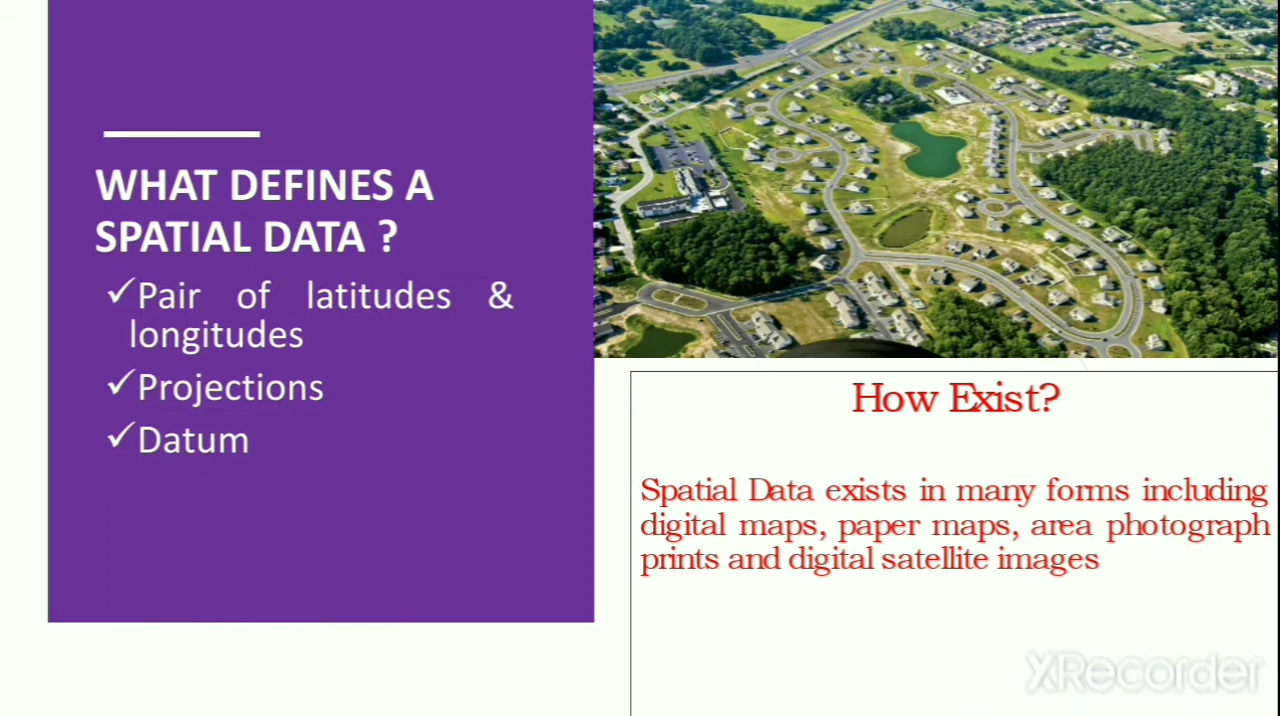 WHAT DEFINES A
SPATIAL DATA ?
✓Pair of latitudes &
longitudes
✓Projections
✓Datum
How Exist?
Spatial Data exists in many forms including
digital maps, paper maps, area photograph
prints and digital satellite images
XRecorder